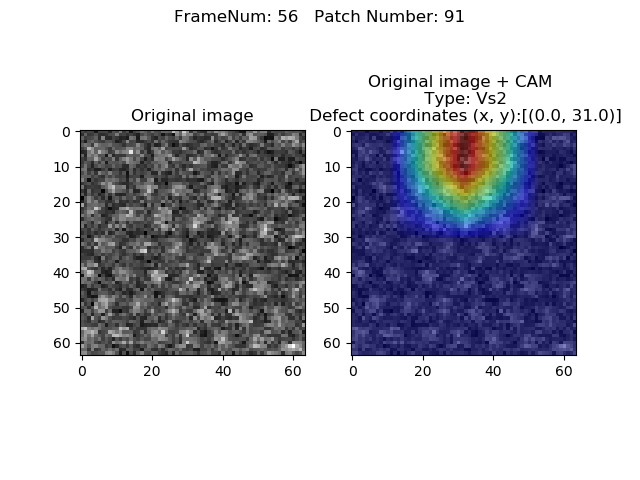 FrameNum: 56   Patch Number: 91
Original image
0
10
20
30
40
50
60
0 20 40 60
Original image + CAM
Type: Vs2
Defect coordinates (x, y):[(0.0, 31.0)]
0
10
20
30
40
50
60
0 20 40 60